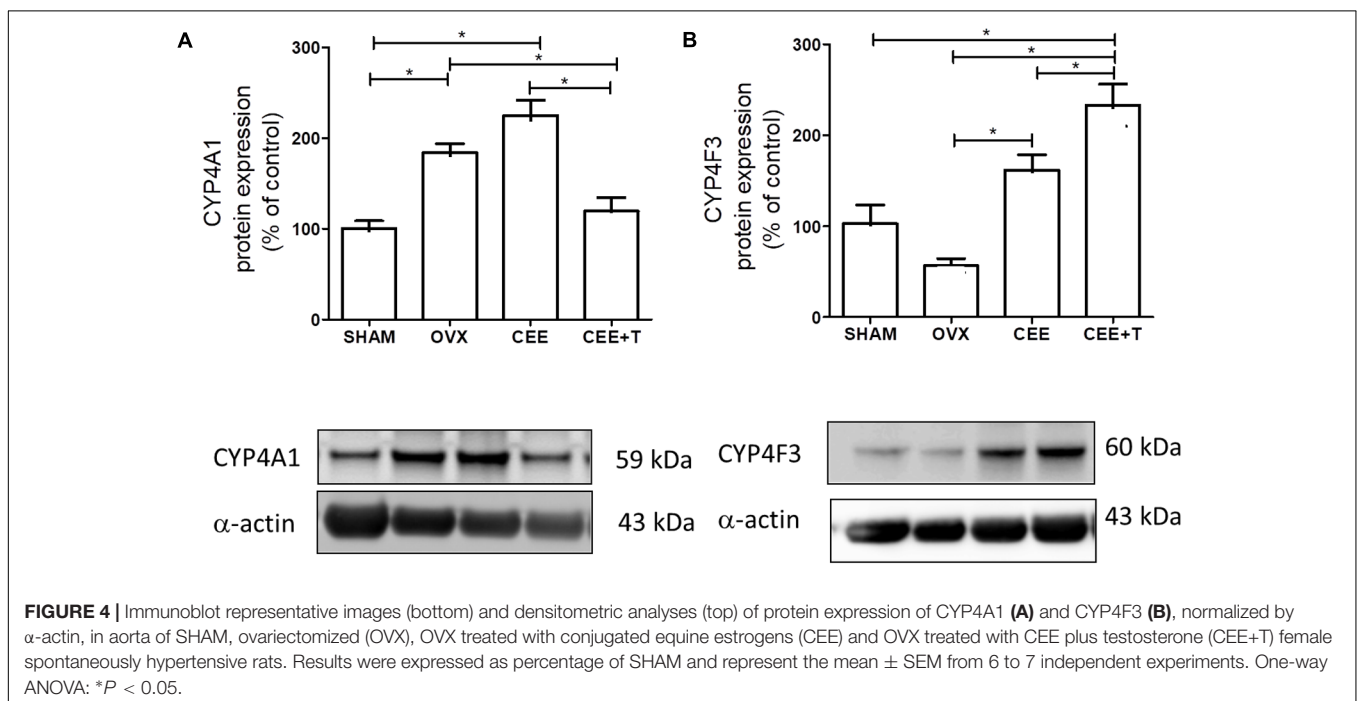 A
CYP4A1
protein expression
(% of control)
300
200
100
0
*
*
*
*
SHAM OVX CEE CEE+T
B
CYP4F3
protein expression
(% of control)
300
200
100
0
*
*
*
*
SHAM OVX CEE CEE+T
CYP4A1 59 kDa
α-actin 43 kDa
CYP4F3 60 kDa
α-actin 43 kDa
FIGURE 4 | Immunoblot representative images (bottom) and densitometric analyses (top) of protein expression of CYP4A1 (A) and CYP4F3 (B), normalized by
α-actin, in aorta of SHAM, ovariectomized (OVX), OVX treated with conjugated equine estrogens (CEE) and OVX treated with CEE plus testosterone (CEE+T) female
spontaneously hypertensive rats. Results were expressed as percentage of SHAM and represent the mean ± SEM from 6 to 7 independent experiments. One-way
ANOVA: *P < 0.05.